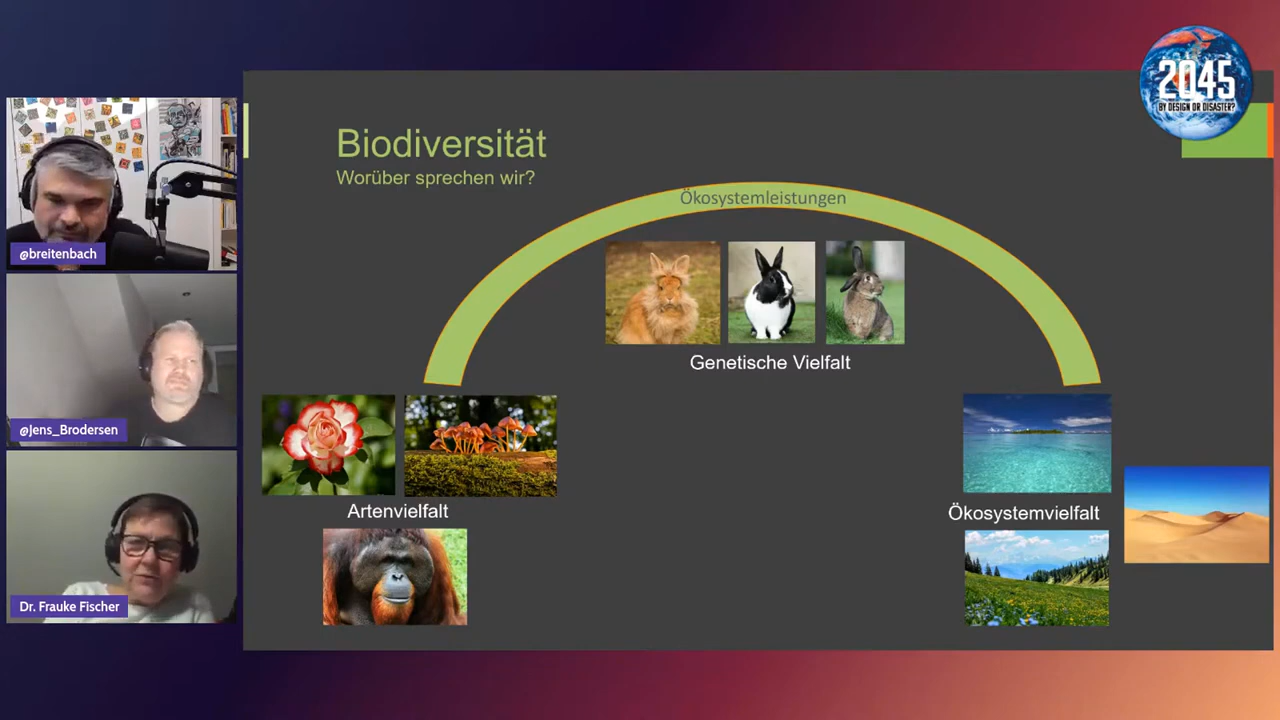 2045
BY DESIGN OR DISASTER?
Biodiversität
Worüber sprechen wir?
Ökosystemleistungen
@breitenbach
Genetische Vielfalt
@Jens_Brodersen
Artenvielfalt
Ökosystemvielfalt
Dr. Frauke Fischer